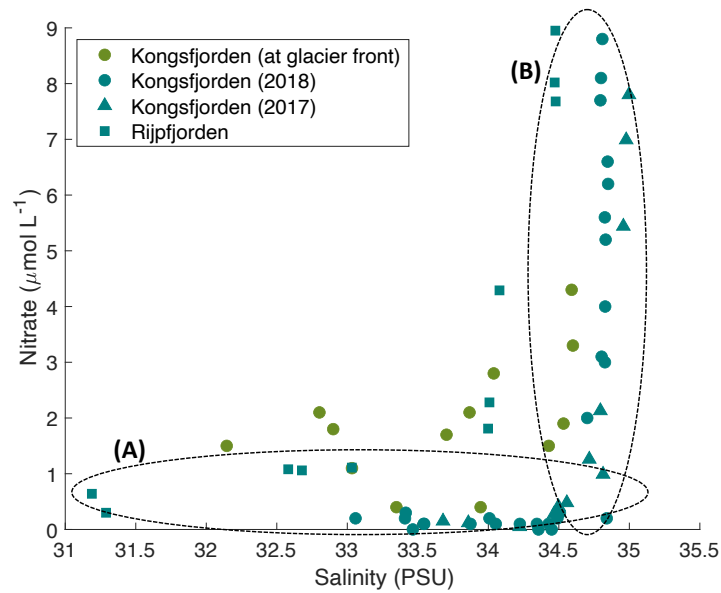 9
8
7
6
5
4
3
2
1
0
Nitrate (μmol L⁻¹)
Kongsfjorden (at glacier front)
Kongsfjorden (2018)
Kongsfjorden (2017)
Rijpfjorden
(B)
(A)
31 31.5 32 32.5 33 33.5 34 34.5 35 35.5
Salinity (PSU)